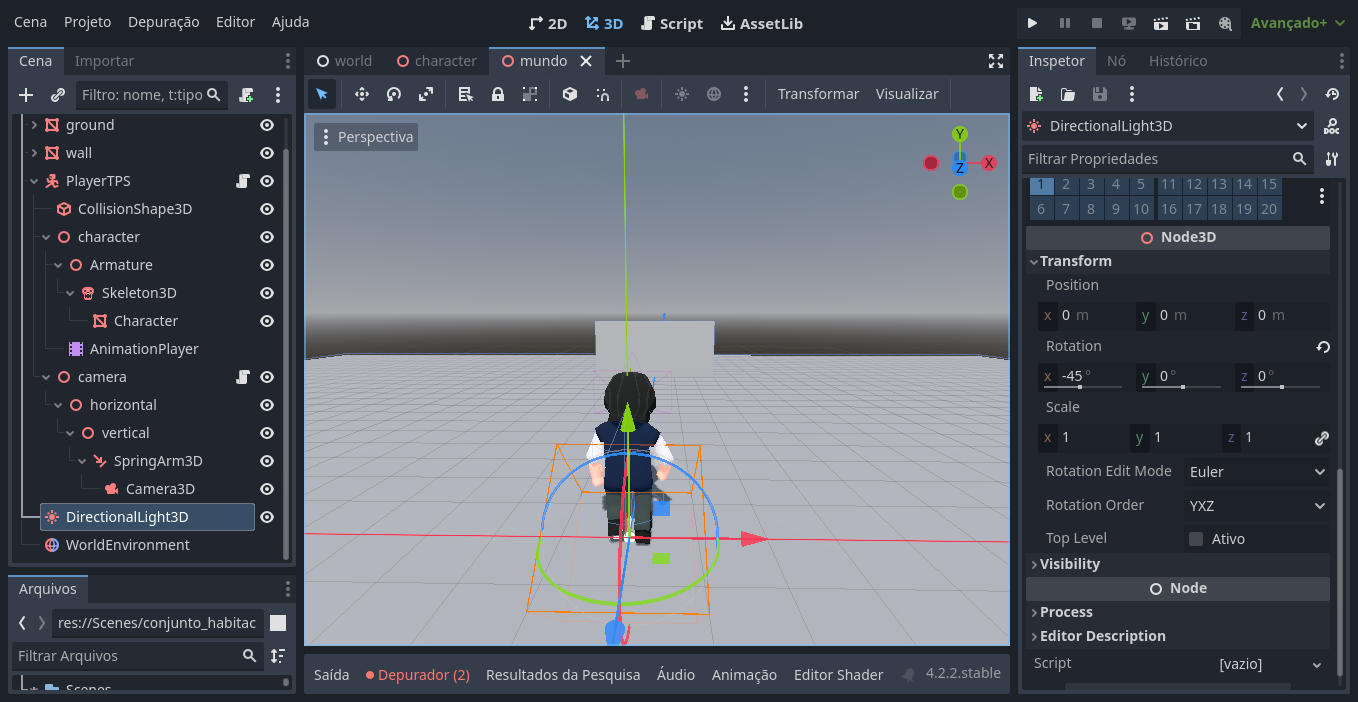 Cena Projeto Depuração Editor Ajuda 2D 3D Script AssetLib Avançado+
Cena Importar
Filtro: nome, t:tipo
ground
wall
PlayerTPS
CollisionShape3D
character
Armature
Skeleton3D
Character
AnimationPlayer
camera
horizontal
vertical
SpringArm3D
Camera3D
DirectionalLight3D
WorldEnvironment
Arquivos
res://Scenes/conjunto_habitac
Filtrar Arquivos
Scenes
world character mundo
Transformar Visualizar
Perspectiva
Y
Z X
Saída Depurador (2) Resultados da Pesquisa Áudio Animação Editor Shader 4.2.2.stable
Inspetor Nó Histórico
DirectionalLight3D
DOC
Filtrar Propriedades
1 2 3 4 5 11 12 13 14 15
6 7 8 9 10 16 17 18 19 20
Node3D
Transform
Position
x 0 m y 0 m z 0 m
Rotation
x -45 ° y 0 ° z 0 °
Scale
x 1 y 1 z 1
Rotation Edit Mode Euler
Rotation Order YXZ
Top Level Ativo
Visibility
Node
Process
Editor Description
Script [vazio]